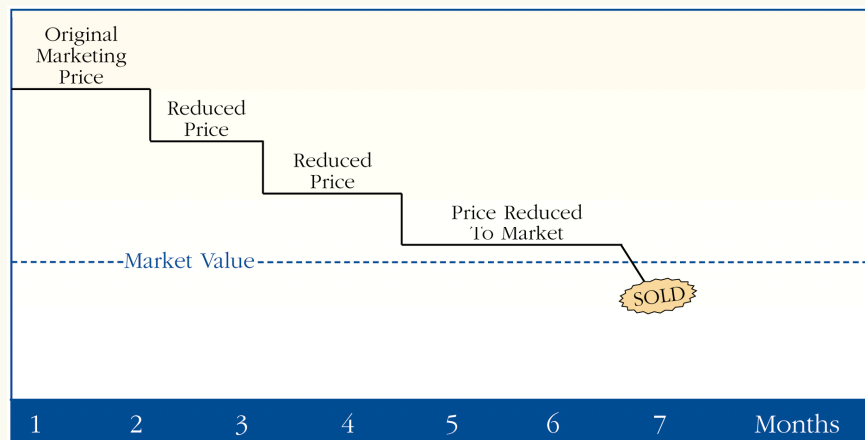 Original
Marketing
Price
Reduced
Price
Reduced
Price
Price Reduced
To Market
Market Value
SOLD
1 2 3 4 5 6 7 Months